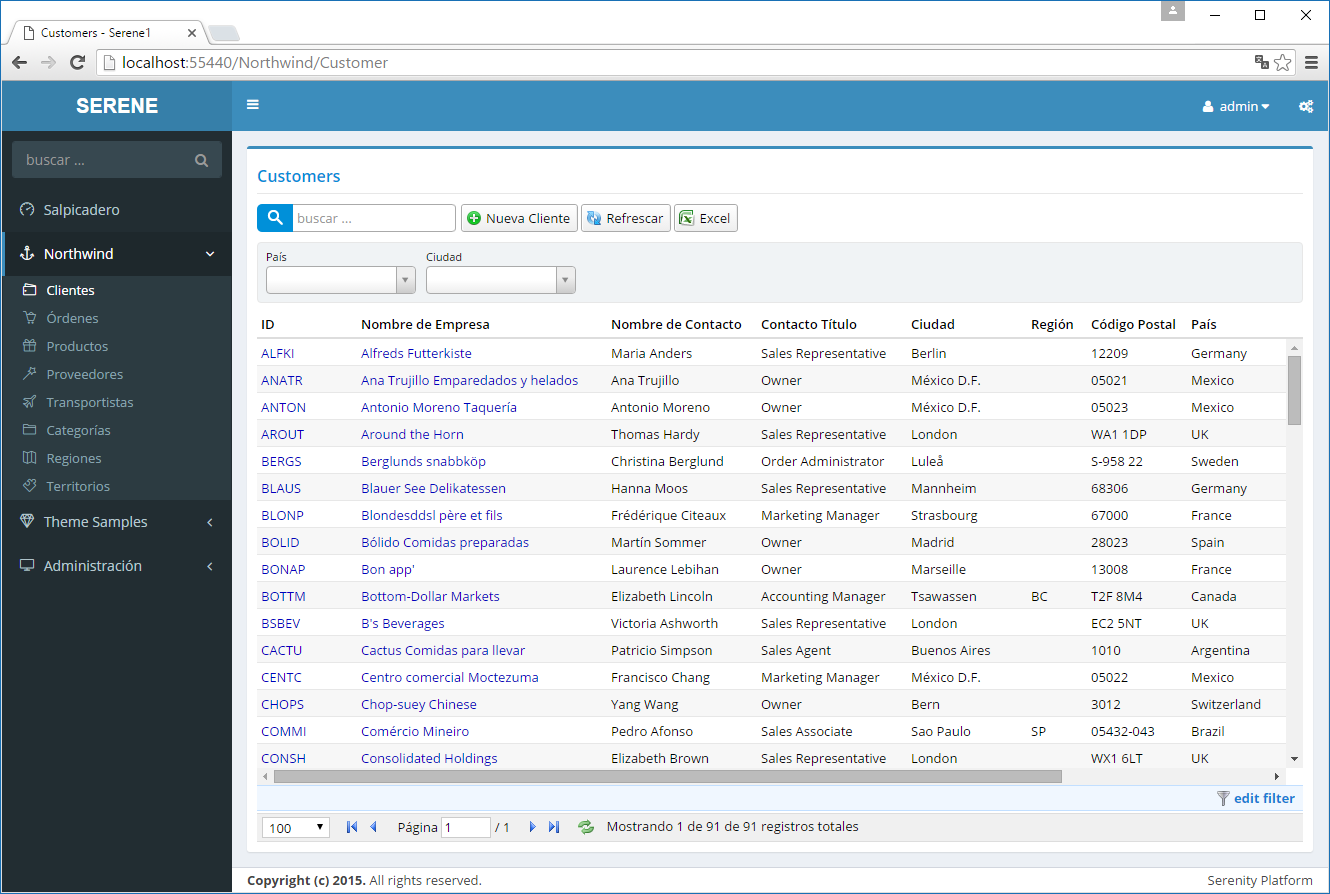 Customers - Serene1
localhost:55440/Northwind/Customer
SERENE
admin
buscar ...
Salpicadero
Northwind
Clientes
Órdenes
Productos
Proveedores
Transportistas
Categorías
Regiones
Territorios
Theme Samples
Administración
Customers
buscar ... Nueva Cliente Refrescar Excel
País Ciudad
ID Nombre de Empresa Nombre de Contacto Contacto Título Ciudad Región Código Postal País
ALFKI Alfreds Futterkiste Maria Anders Sales Representative Berlin 12209 Germany
ANATR Ana Trujillo Emparedados y helados Ana Trujillo Owner México D.F. 05021 Mexico
ANTON Antonio Moreno Taquería Antonio Moreno Owner México D.F. 05023 Mexico
AROUT Around the Horn Thomas Hardy Sales Representative London WA1 1DP UK
BERGS Berglunds snabbköp Christina Berglund Order Administrator Luleå S-958 22 Sweden
BLAUS Blauer See Delikatessen Hanna Moos Sales Representative Mannheim 68306 Germany
BLONP Blondesddsl père et fils Frédérique Citeaux Marketing Manager Strasbourg 67000 France
BOLID Bólido Comidas preparadas Martín Sommer Owner Madrid 28023 Spain
BONAP Bon app' Laurence Lebihan Owner Marseille 13008 France
BOTTM Bottom-Dollar Markets Elizabeth Lincoln Accounting Manager Tsawassen BC T2F 8M4 Canada
BSBEV B's Beverages Victoria Ashworth Sales Representative London EC2 5NT UK
CACTU Cactus Comidas para llevar Patricio Simpson Sales Agent Buenos Aires 1010 Argentina
CENTC Centro comercial Moctezuma Francisco Chang Marketing Manager México D.F. 05022 Mexico
CHOPS Chop-suey Chinese Yang Wang Owner Bern 3012 Switzerland
COMMI Comércio Mineiro Pedro Afonso Sales Associate Sao Paulo SP 05432-043 Brazil
CONSH Consolidated Holdings Elizabeth Brown Sales Representative London WX1 6LT UK
edit filter
100 Página 1 / 1 Mostrando 1 de 91 de 91 registros totales
Copyright (c) 2015. All rights reserved. Serenity Platform